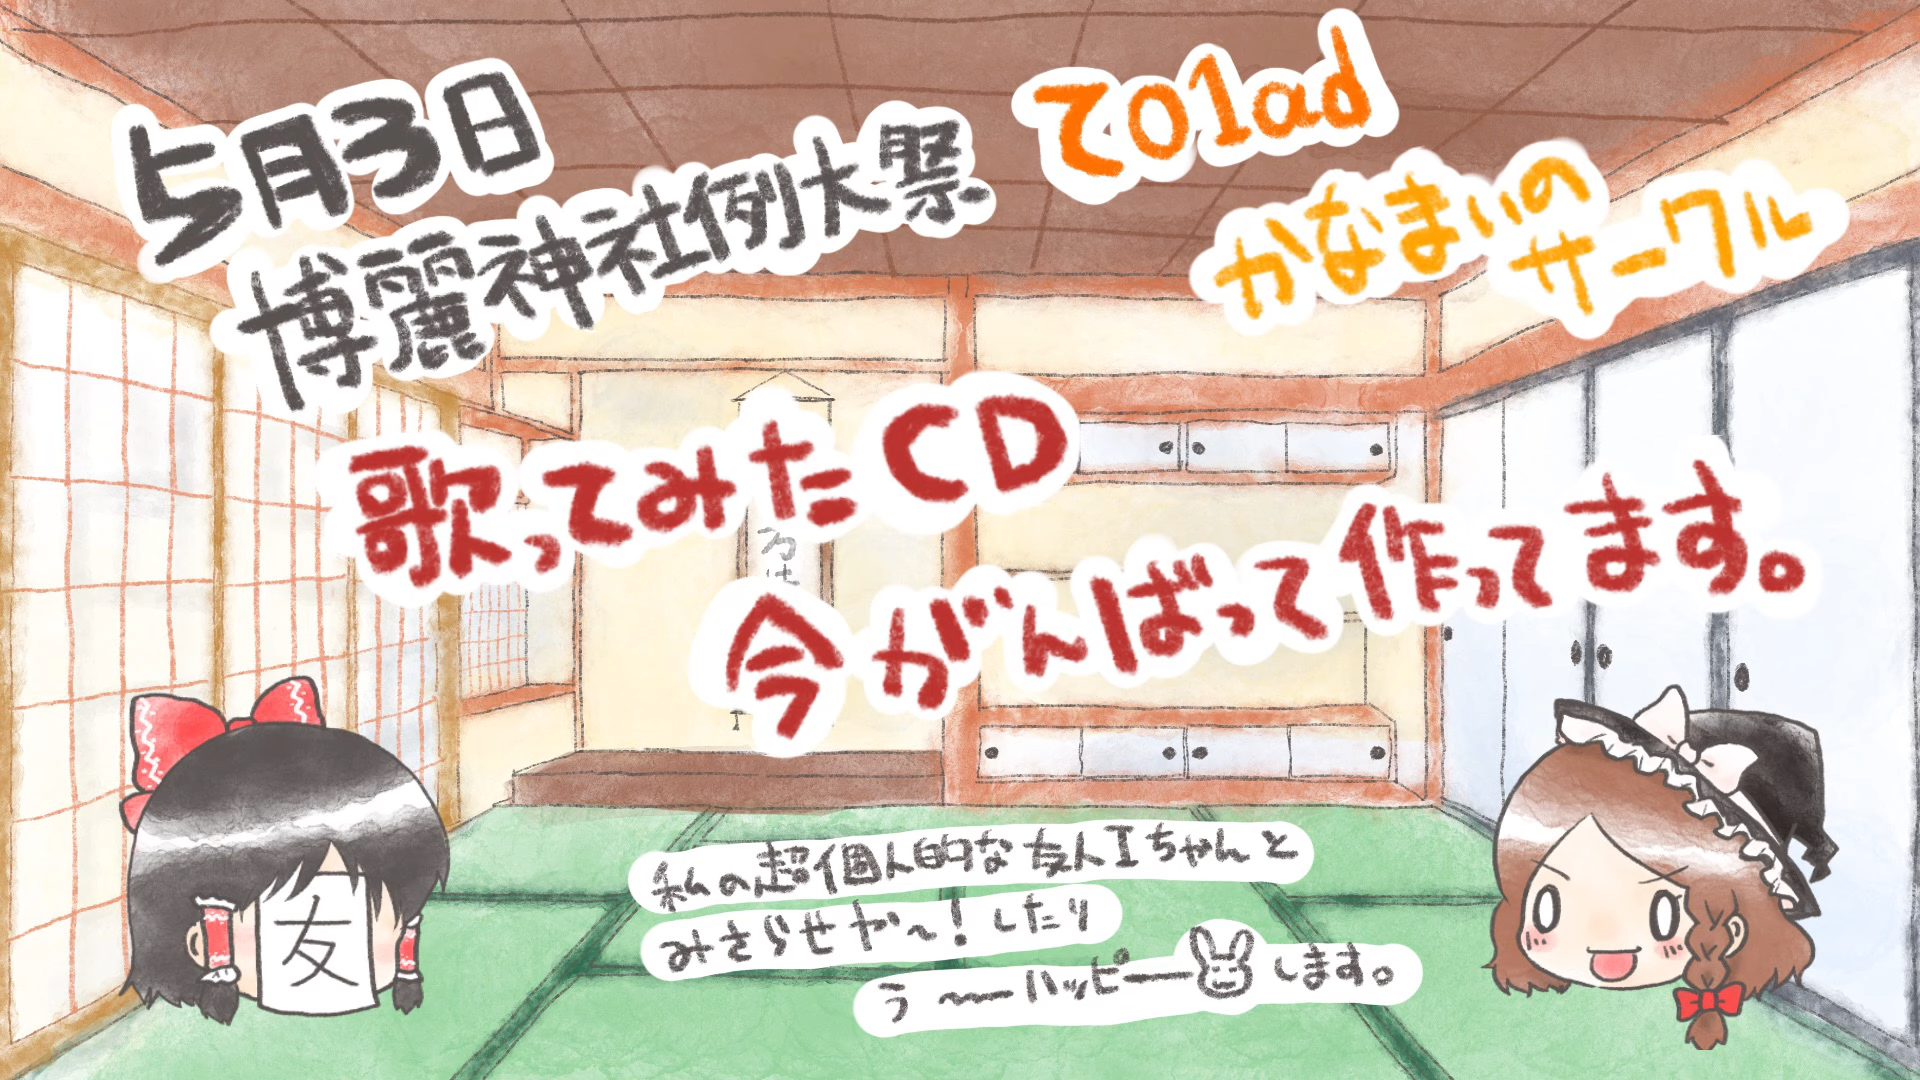 5月3日
博麗神社例大祭
て01ad
かなまいの
サークル
歌ってみたCD
今がんばって作ってます。
私の超個人的な友人Iちゃんと
みさらせや～!したり
う～ーハッピーします。
友